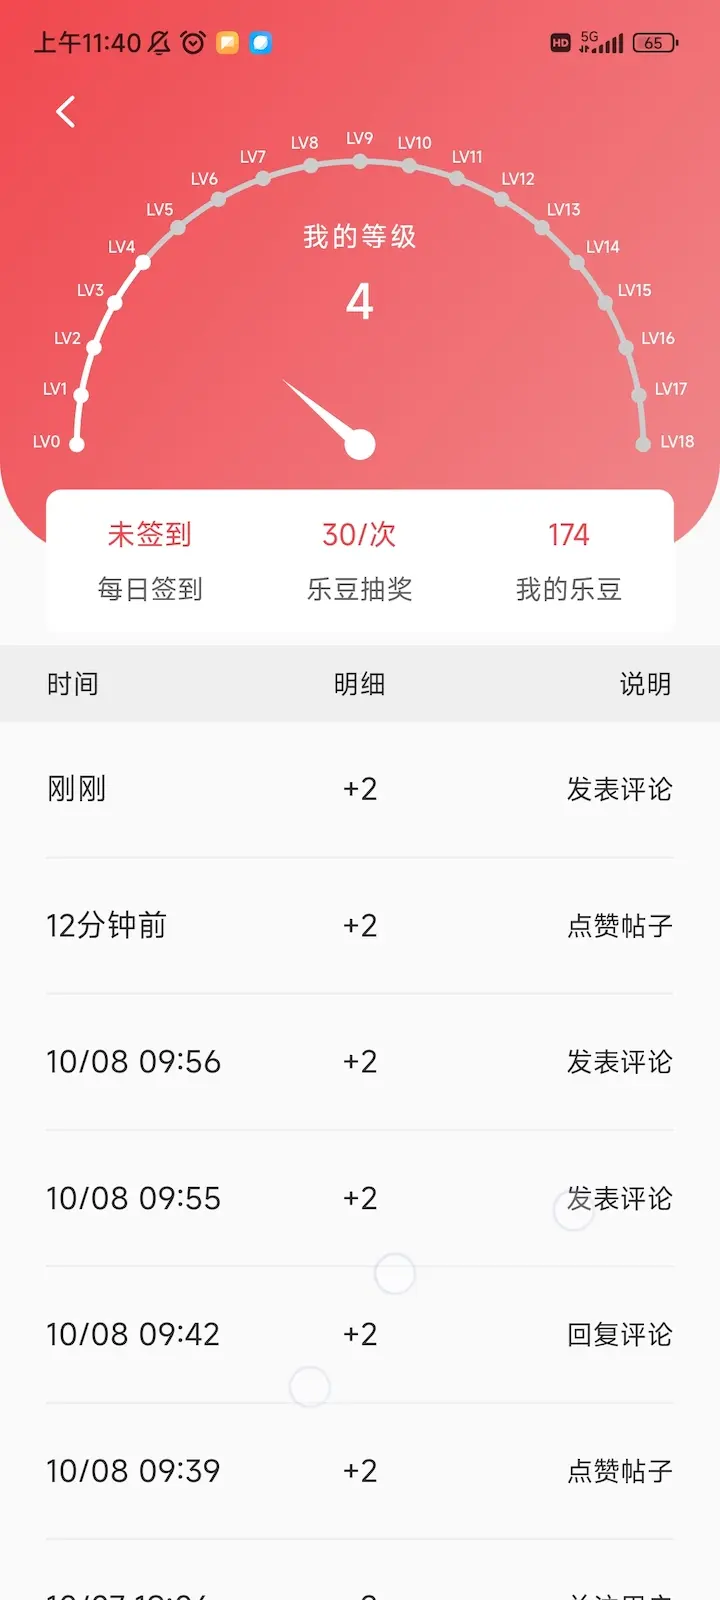 上午11:40
HD 5G 65
LV0
LV1
LV2
LV3
LV4
LV5
LV6
LV7
LV8
LV9
LV10
LV11
LV12
LV13
LV14
LV15
LV16
LV17
LV18
我的等级
4
未签到 30/次 174
每日签到 乐豆抽奖 我的乐豆
时间 明细 说明
刚刚 +2 发表评论
12分钟前 +2 点赞帖子
10/08 09:56 +2 发表评论
10/08 09:55 +2 发表评论
10/08 09:42 +2 回复评论
10/08 09:39 +2 点赞帖子